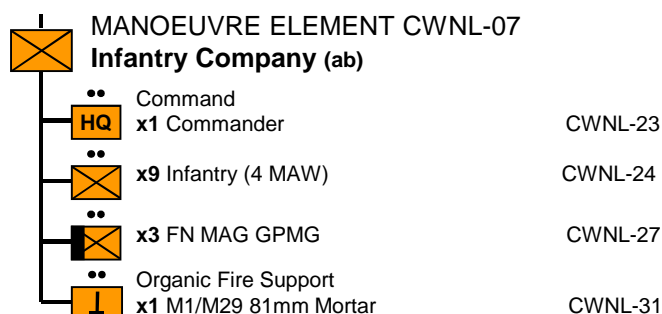 MANOEUVRE ELEMENT CWNL-07
Infantry Company (ab)
Command
HQ x1 Commander CWNL-23
x9 Infantry (4 MAW) CWNL-24
x3 FN MAG GPMG CWNL-27
Organic Fire Support
x1 M1/M29 81mm Mortar CWNL-31